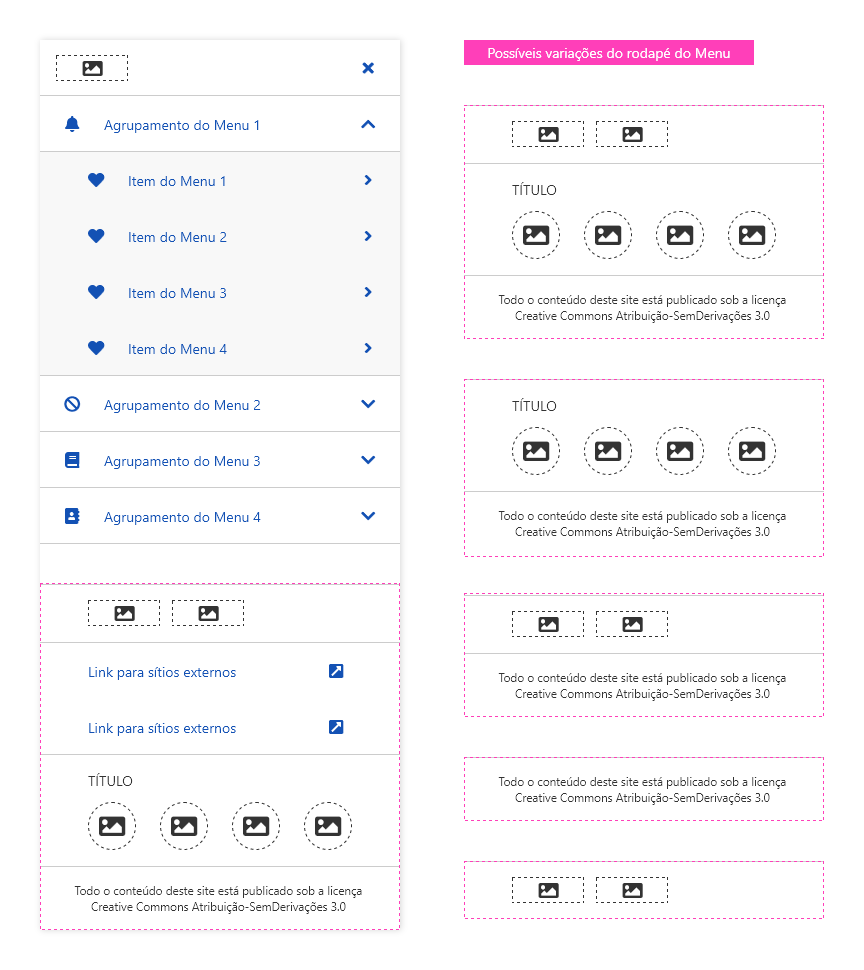 Agrupamento do Menu 1
Item do Menu 1
Item do Menu 2
Item do Menu 3
Item do Menu 4
Agrupamento do Menu 2
Agrupamento do Menu 3
Agrupamento do Menu 4
Link para sítios externos
Link para sítios externos
TÍTULO
Todo o conteúdo deste site está publicado sob a licença
Creative Commons Atribuição-SemDerivações 3.0
Possíveis variações do rodapé do Menu
TÍTULO
Todo o conteúdo deste site está publicado sob a licença
Creative Commons Atribuição-SemDerivações 3.0
TÍTULO
Todo o conteúdo deste site está publicado sob a licença
Creative Commons Atribuição-SemDerivações 3.0
Todo o conteúdo deste site está publicado sob a licença
Creative Commons Atribuição-SemDerivações 3.0
Todo o conteúdo deste site está publicado sob a licença
Creative Commons Atribuição-SemDerivações 3.0